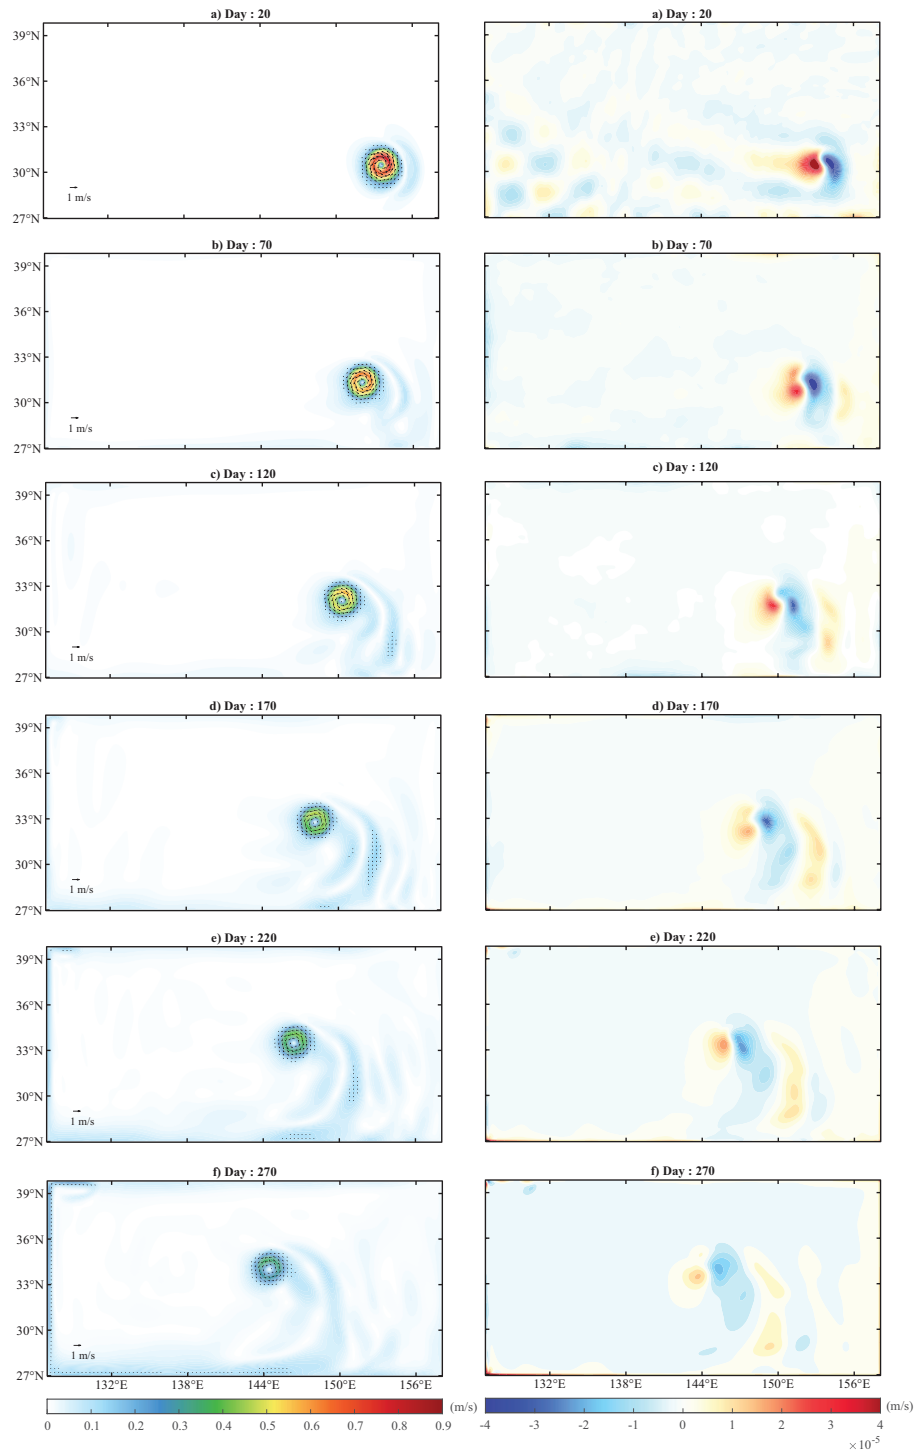 a) Day : 20
39°N
36°N
33°N
30°N
27°N
1 m/s
a) Day : 20
b) Day : 70
39°N
36°N
33°N
30°N
27°N
1 m/s
b) Day : 70
c) Day : 120
39°N
36°N
33°N
30°N
27°N
1 m/s
c) Day : 120
d) Day : 170
39°N
36°N
33°N
30°N
27°N
1 m/s
d) Day : 170
e) Day : 220
39°N
36°N
33°N
30°N
27°N
1 m/s
e) Day : 220
f) Day : 270
39°N
36°N
33°N
30°N
27°N
1 m/s
132°E 138°E 144°E 150°E 156°E
f) Day : 270
132°E 138°E 144°E 150°E 156°E
0 0.1 0.2 0.3 0.4 0.5 0.6 0.7 0.8 0.9 (m/s)
-4 -3 -2 -1 0 1 2 3 4 (m/s)
×10⁻⁵